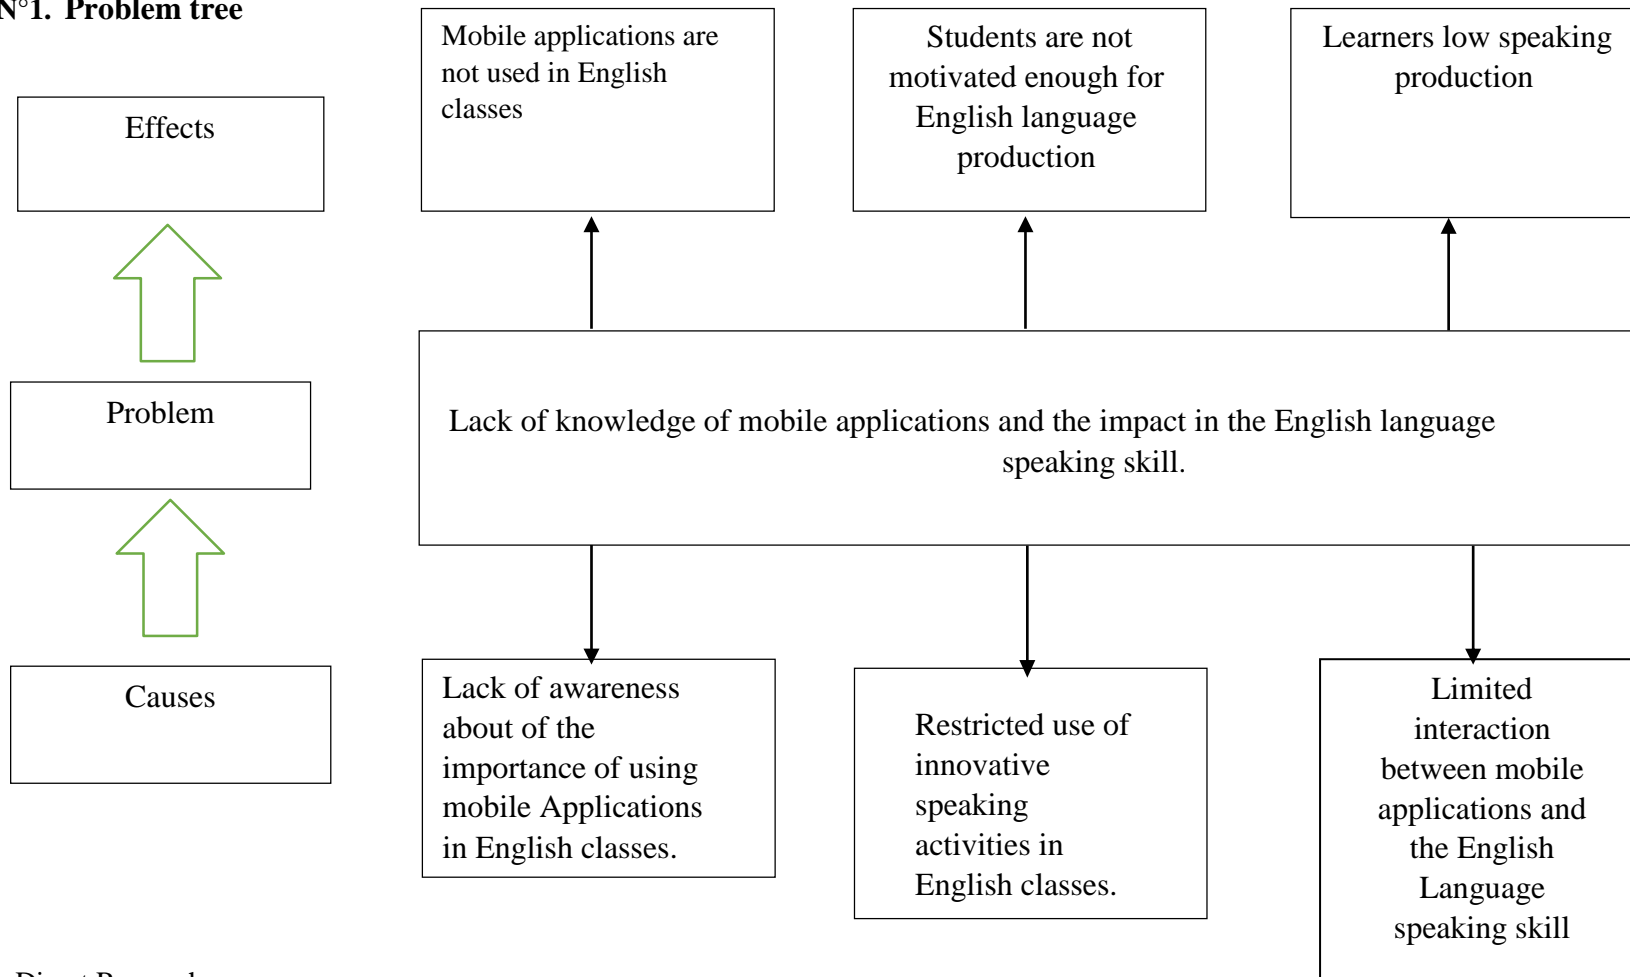 N°1. Problem tree
Mobile applications are
not used in English
classes
Students are not
motivated enough for
English language
production
Learners low speaking
production
Effects
Problem
Lack of knowledge of mobile applications and the impact in the English language
speaking skill.
Causes
Lack of awareness
about of the
importance of using
mobile Applications
in English classes.
Restricted use of
innovative
speaking
activities in
English classes.
Limited
interaction
between mobile
applications and
the English
Language
speaking skill